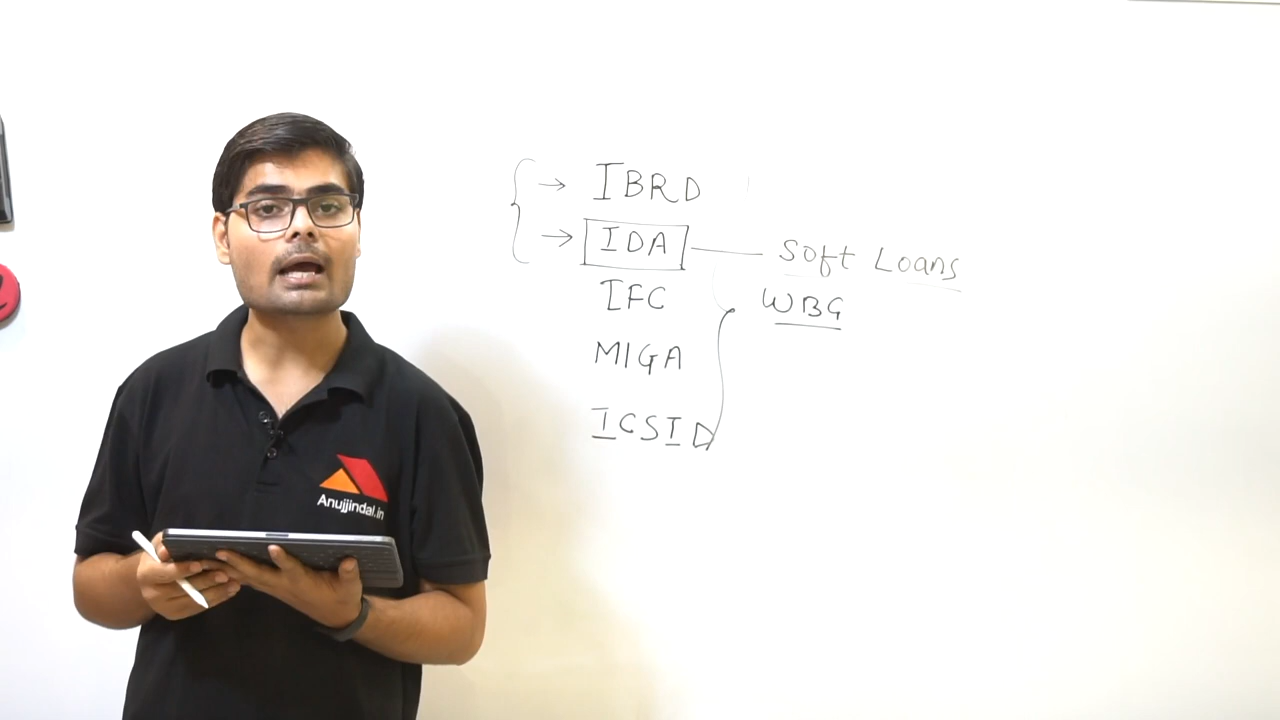 → IBRD
→ IDA — Soft Loans
IFC
WBG
MIGA
ICSID
Anujjindal.in